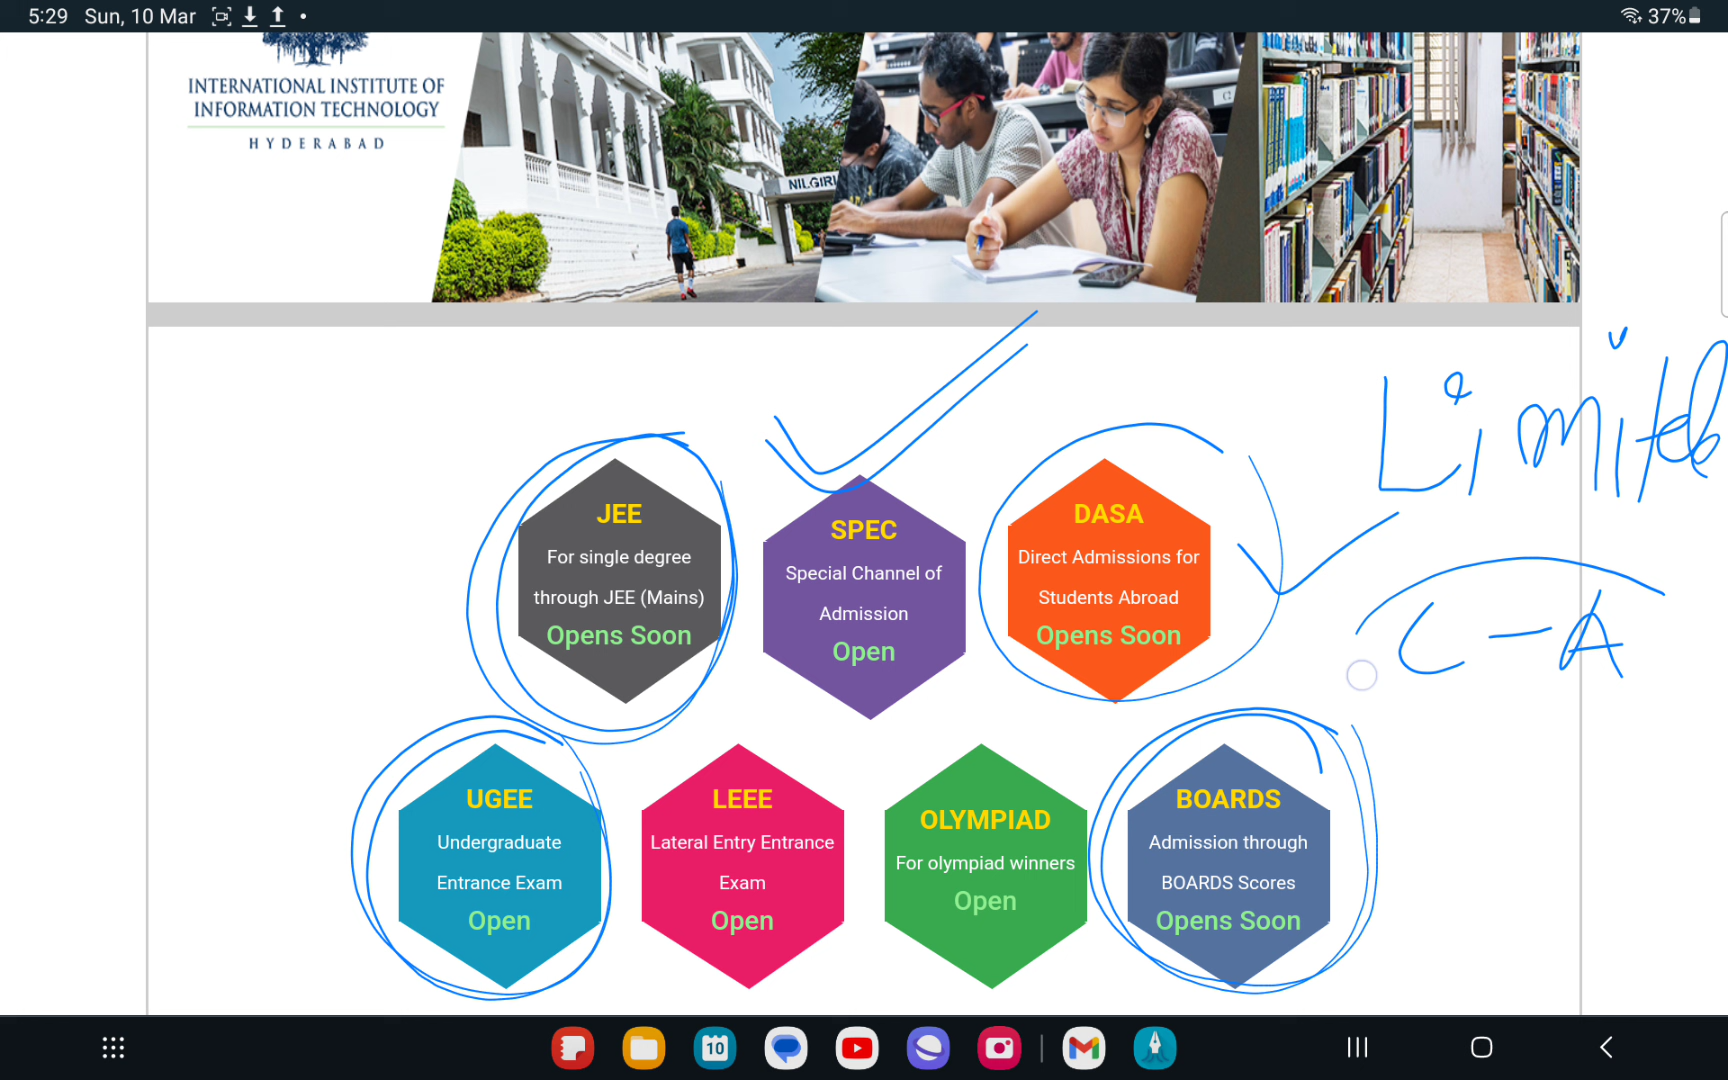 5:29 Sun, 10 Mar
37%
INTERNATIONAL INSTITUTE OF
INFORMATION TECHNOLOGY
HYDERABAD
NILGIRI
JEE
For single degree
through JEE (Mains)
Opens Soon
SPEC
Special Channel of
Admission
Open
DASA
Direct Admissions for
Students Abroad
Opens Soon
Limited
C-A
UGEE
Undergraduate
Entrance Exam
Open
LEEE
Lateral Entry Entrance
Exam
Open
OLYMPIAD
For olympiad winners
Open
BOARDS
Admission through
BOARDS Scores
Opens Soon
10